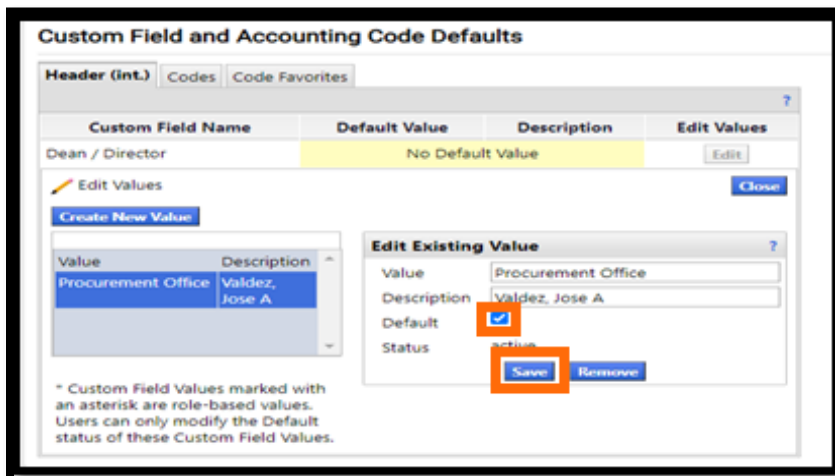 Custom Field and Accounting Code Defaults
Header (int.) Codes Code Favorites
?
Custom Field Name Default Value Description Edit Values
Dean / Director No Default Value Edit
Edit Values Close
Create New Value
Value Description
Procurement Office Valdez,
Jose A
Edit Existing Value ?
Value Procurement Office
Description Valdez, Jose A
Default
Status active
Save Remove
* Custom Field Values marked with
an asterisk are role-based values.
Users can only modify the Default
status of these Custom Field Values.